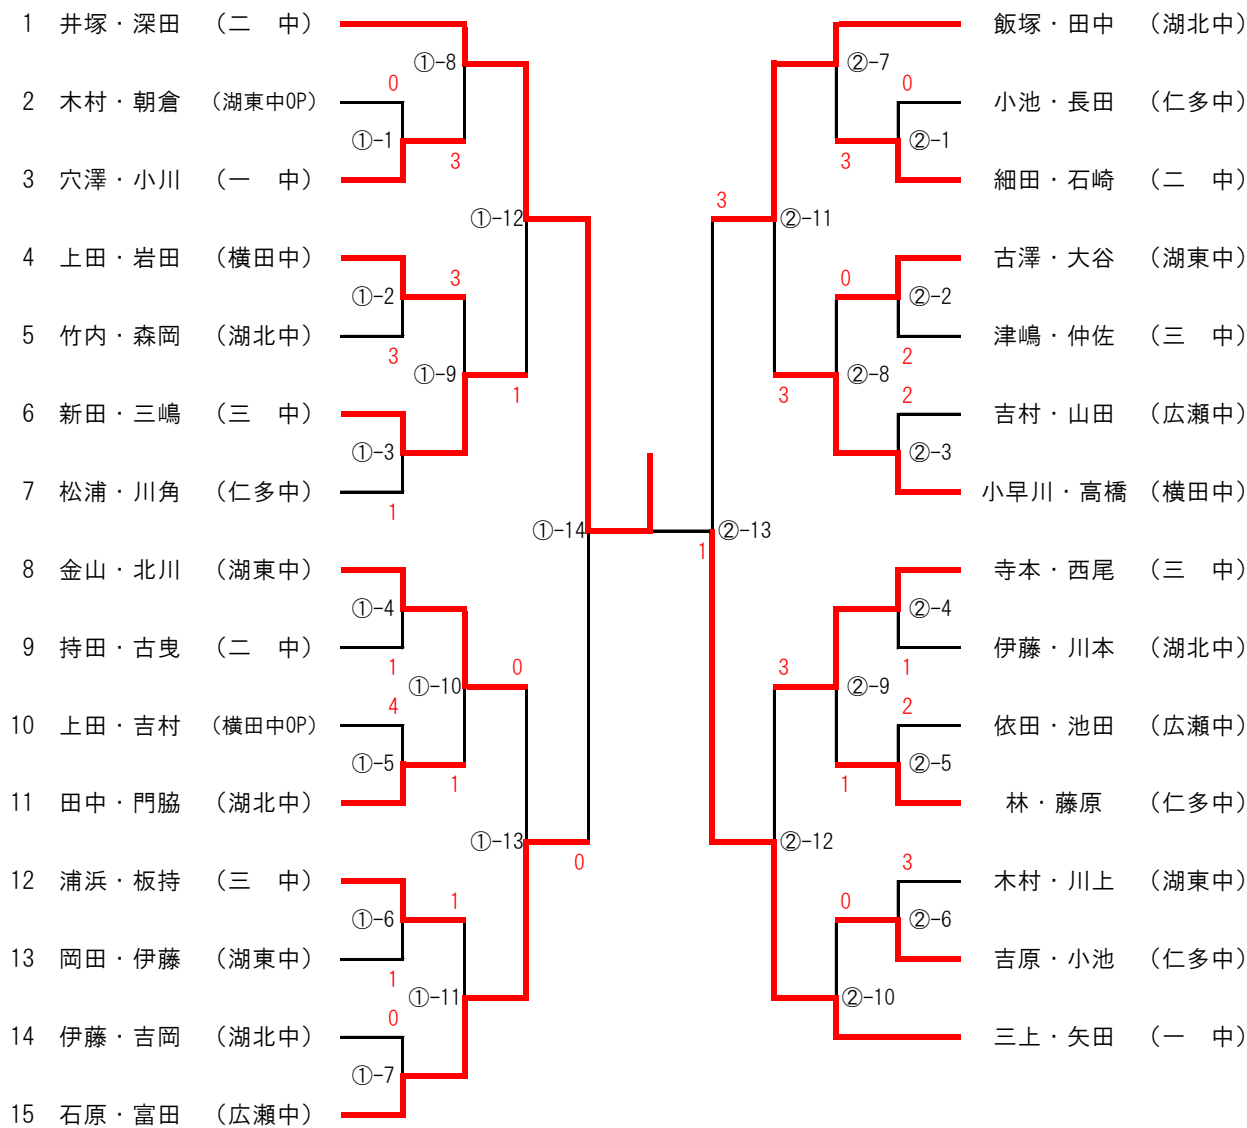 1 井塚・深田 （二　中）
①-8
0
2 木村・朝倉 （湖東中OP）
①-1
3
3 穴澤・小川 （一　中）
①-12
4 上田・岩田 （横田中）
3
①-2
5 竹内・森岡 （湖北中）
3
①-9
1
6 新田・三嶋 （三　中）
①-3
7 松浦・川角 （仁多中）
1
①-14
8 金山・北川 （湖東中）
①-4
9 持田・古曳 （二　中）
1
0
①-10
4
10 上田・吉村 （横田中OP）
①-5
1
11 田中・門脇 （湖北中）
①-13
0
12 浦浜・板持 （三　中）
1
①-6
13 岡田・伊藤 （湖東中）
1
①-11
0
14 伊藤・吉岡 （湖北中）
①-7
15 石原・富田 （広瀬中）
飯塚・田中 （湖北中）
②-7
0
小池・長田 （仁多中）
②-1
3
細田・石崎 （二　中）
3
②-11
古澤・大谷 （湖東中）
0
②-2
津嶋・仲佐 （三　中）
2
②-8
3
2
吉村・山田 （広瀬中）
②-3
小早川・高橋 （横田中）
②-13
1
寺本・西尾 （三　中）
②-4
伊藤・川本 （湖北中）
1
3
②-9
2
依田・池田 （広瀬中）
②-5
1
林・藤原 （仁多中）
②-12
3
木村・川上 （湖東中）
0
②-6
吉原・小池 （仁多中）
②-10
三上・矢田 （一　中）